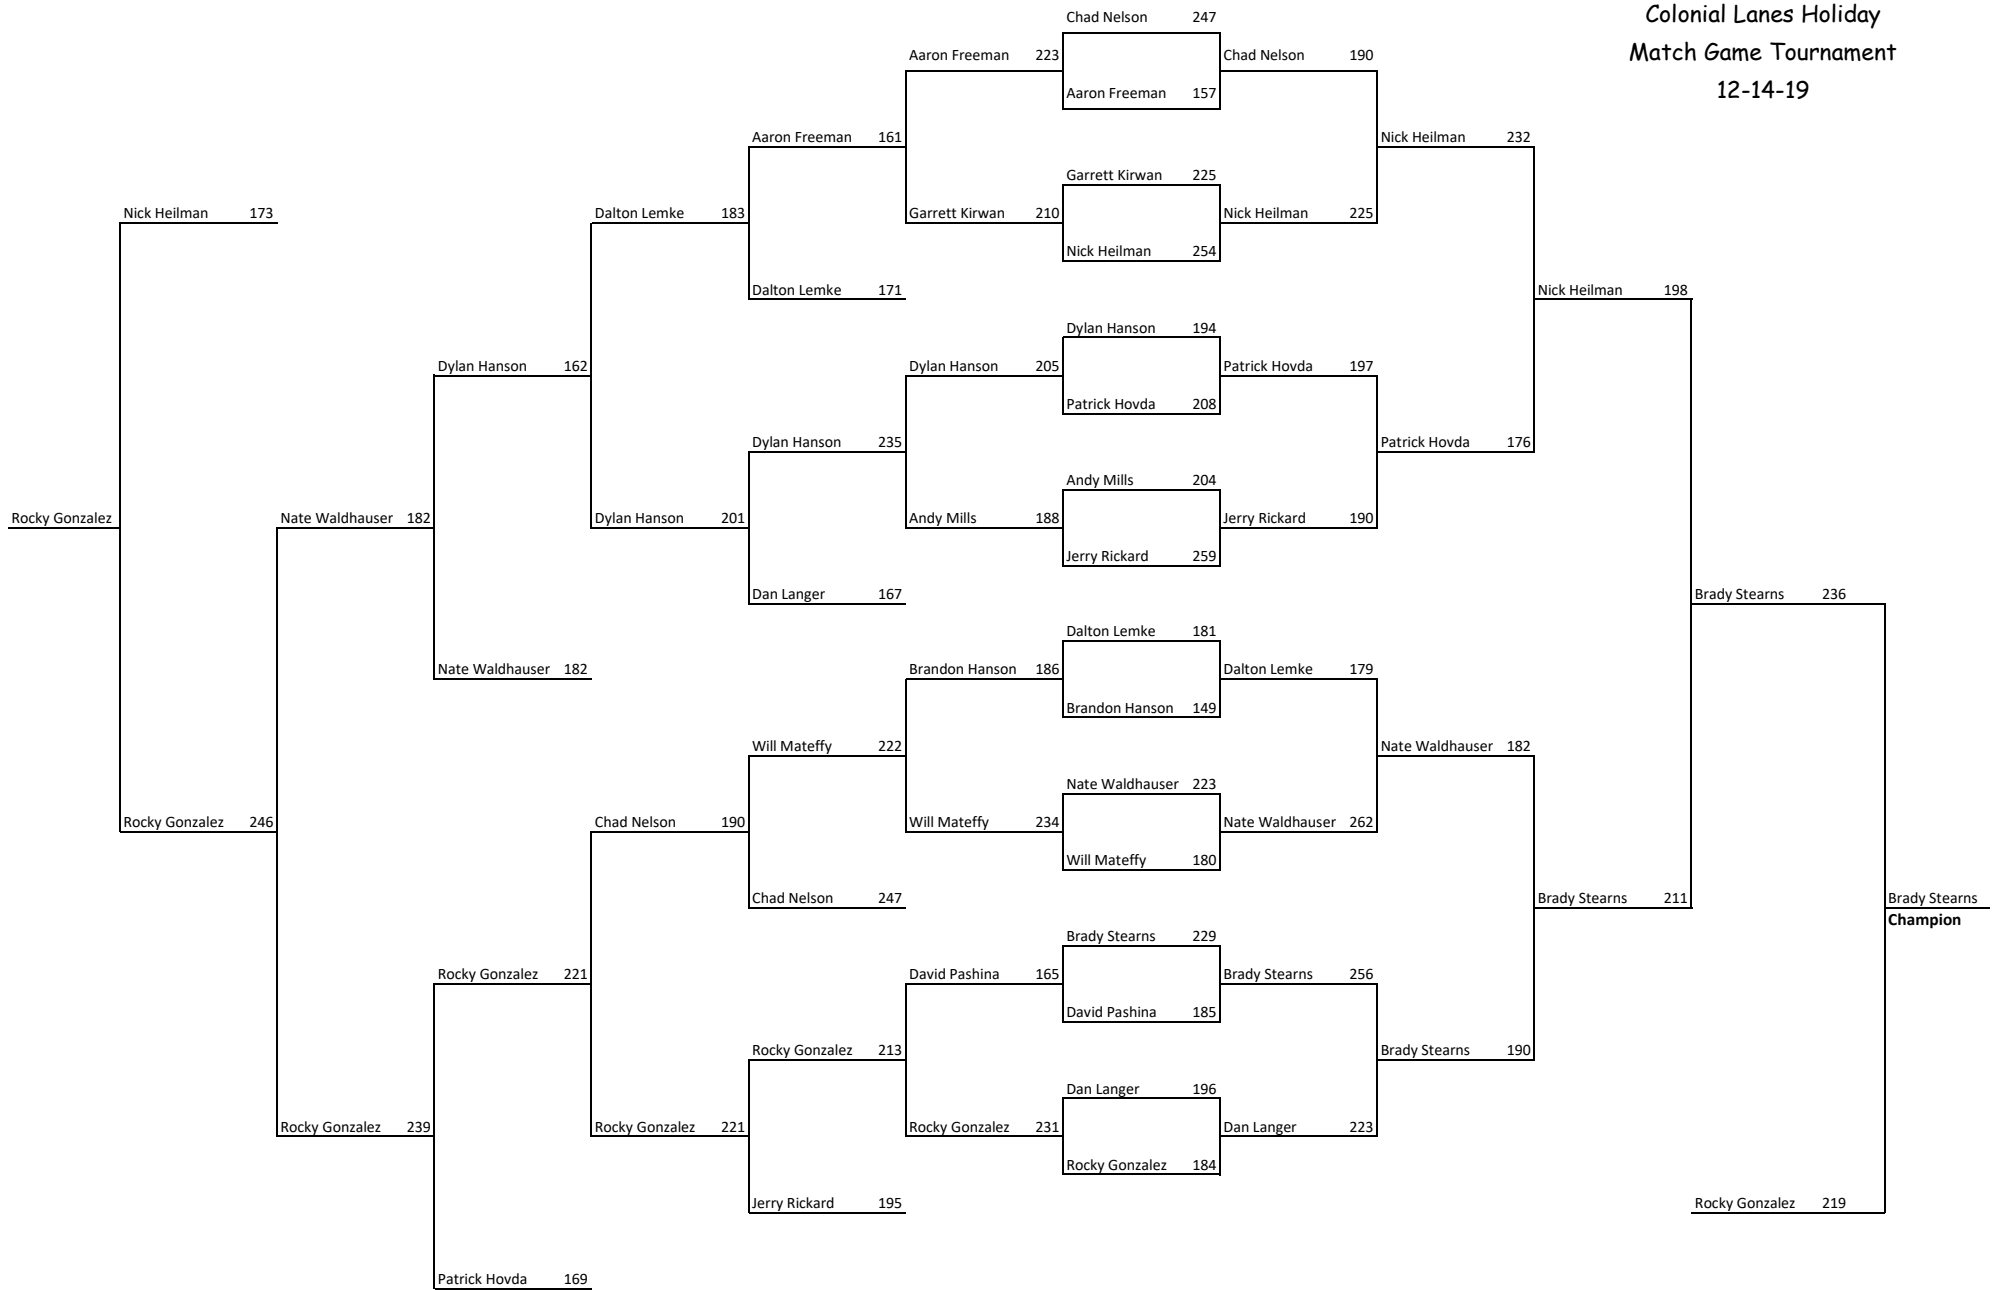 Colonial Lanes Holiday
Match Game Tournament
12-14-19
Chad Nelson 247
Aaron Freeman 223
Chad Nelson 190
Aaron Freeman 157
Aaron Freeman 161
Nick Heilman 232
Garrett Kirwan 225
Nick Heilman 173
Dalton Lemke 183
Garrett Kirwan 210
Nick Heilman 225
Nick Heilman 254
Dalton Lemke 171
Nick Heilman 198
Dylan Hanson 194
Dylan Hanson 162
Dylan Hanson 205
Patrick Hovda 197
Patrick Hovda 208
Dylan Hanson 235
Patrick Hovda 176
Andy Mills 204
Rocky Gonzalez
Nate Waldhauser 182
Dylan Hanson 201
Andy Mills 188
Jerry Rickard 190
Jerry Rickard 259
Dan Langer 167
Brady Stearns 236
Dalton Lemke 181
Nate Waldhauser 182
Brandon Hanson 186
Dalton Lemke 179
Brandon Hanson 149
Will Mateffy 222
Nate Waldhauser 182
Nate Waldhauser 223
Rocky Gonzalez 246
Chad Nelson 190
Will Mateffy 234
Nate Waldhauser 262
Will Mateffy 180
Chad Nelson 247
Brady Stearns 211
Brady Stearns
Champion
Brady Stearns 229
Rocky Gonzalez 221
David Pashina 165
Brady Stearns 256
David Pashina 185
Rocky Gonzalez 213
Brady Stearns 190
Dan Langer 196
Rocky Gonzalez 239
Rocky Gonzalez 221
Rocky Gonzalez 231
Dan Langer 223
Rocky Gonzalez 184
Jerry Rickard 195
Rocky Gonzalez 219
Patrick Hovda 169